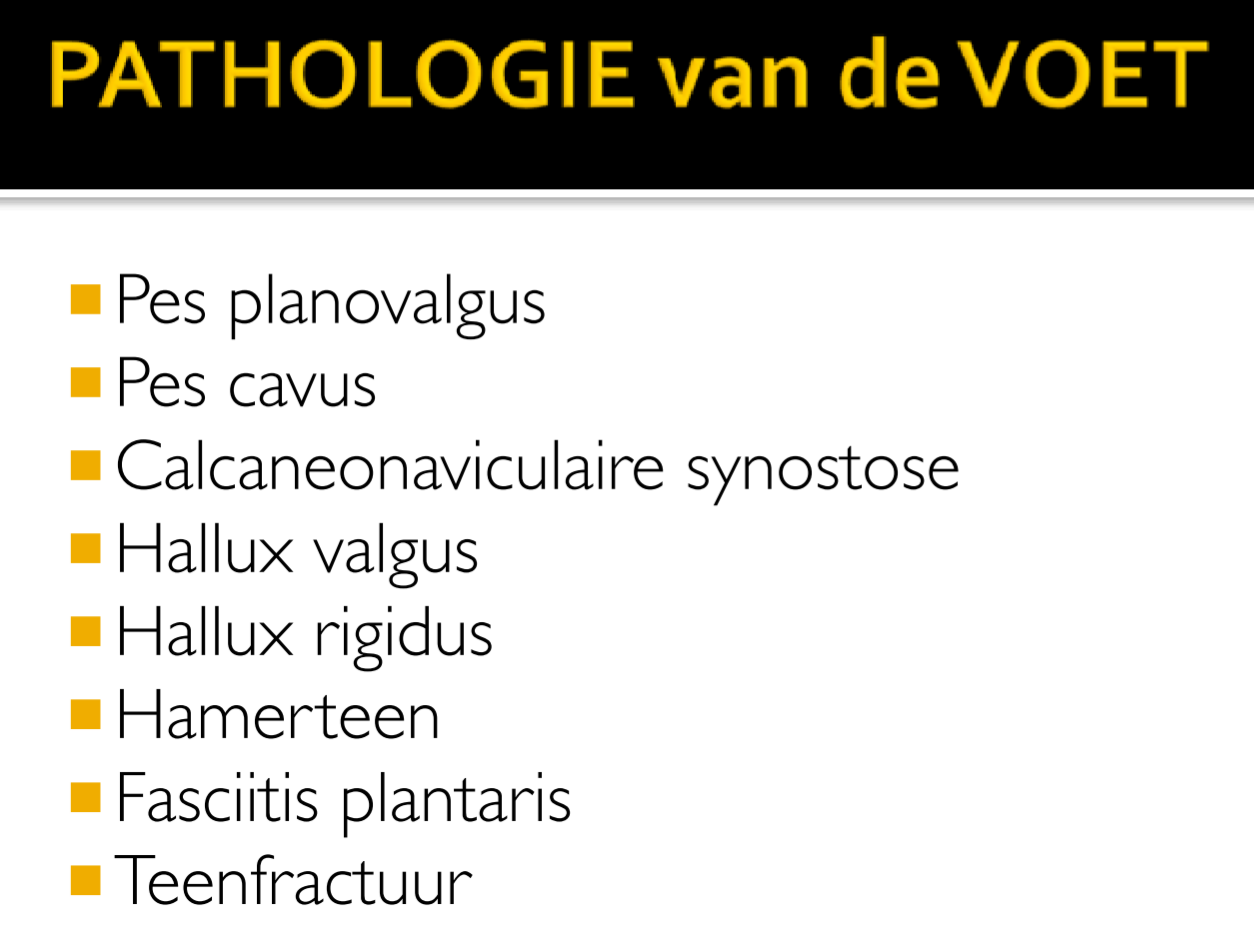 PATHOLOGIE van de VOET
Pes planovalgus
Pes cavus
Calcaneonaviculaire synostose
Hallux valgus
Hallux rigidus
Hamerteen
Fasciitis plantaris
Teenfractuur